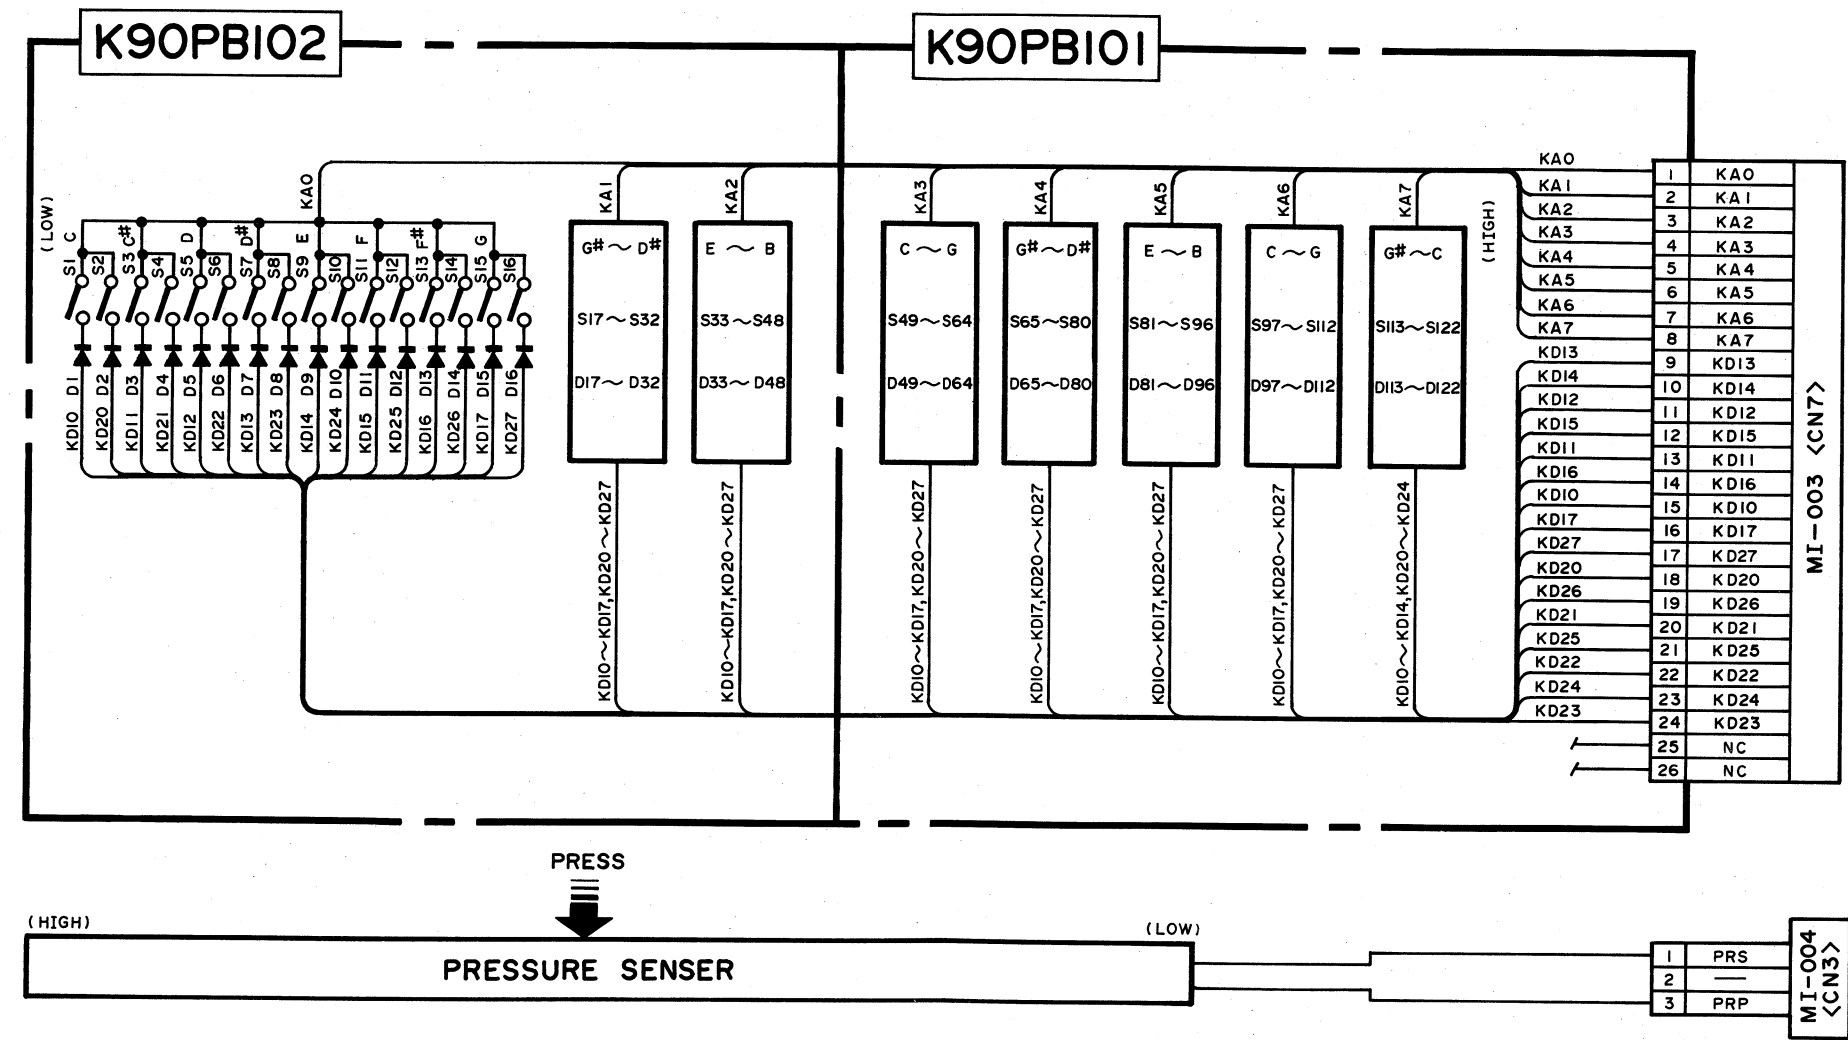 K90PB102
K90PB101
(LOW)
C
C#
D
D#
E
F
F#
G
S1
S2
S3
S4
S5
S6
S7
S8
S9
S10
S11
S12
S13
S14
S15
S16
KD10 D1
KD20 D2
KD11 D3
KD21 D4
KD12 D5
KD22 D6
KD13 D7
KD23 D8
KD14 D9
KD24 D10
KD15 D11
KD25 D12
KD16 D13
KD26 D14
KD17 D15
KD27 D16
KA0
KA1
G#~D#
S17~S32
D17~D32
KD10~KD17,KD20~KD27
KA2
E~B
S33~S48
D33~D48
KD10~KD17,KD20~KD27
KA3
C~G
S49~S64
D49~D64
KD10~KD17,KD20~KD27
KA4
G#~D#
S65~S80
D65~D80
KD10~KD17,KD20~KD27
KA5
E~B
S81~S96
D81~D96
KD10~KD17,KD20~KD27
KA6
C~G
S97~S112
D97~D112
KD10~KD17,KD20~KD27
KA7
G#~C
S113~S122
D113~D122
KD10~KD14,KD20~KD24
(HIGH)
KA0 1 KA0
KA1 2 KA1
KA2 3 KA2
KA3 4 KA3
KA4 5 KA4
KA5 6 KA5
KA6 7 KA6
KA7 8 KA7
KD13 9 KD13
KD14 10 KD14
KD12 11 KD12
KD15 12 KD15
KD11 13 KD11
KD16 14 KD16
KD10 15 KD10
KD17 16 KD17
KD27 17 KD27
KD20 18 KD20
KD26 19 KD26
KD21 20 KD21
KD25 21 KD25
KD22 22 KD22
KD24 23 KD24
KD23 24 KD23
25 NC
26 NC
MI-003 <CN7>
PRESS
(HIGH)
(LOW)
PRESSURE SENSER
1 PRS
2 —
3 PRP
MI-004
<CN3>